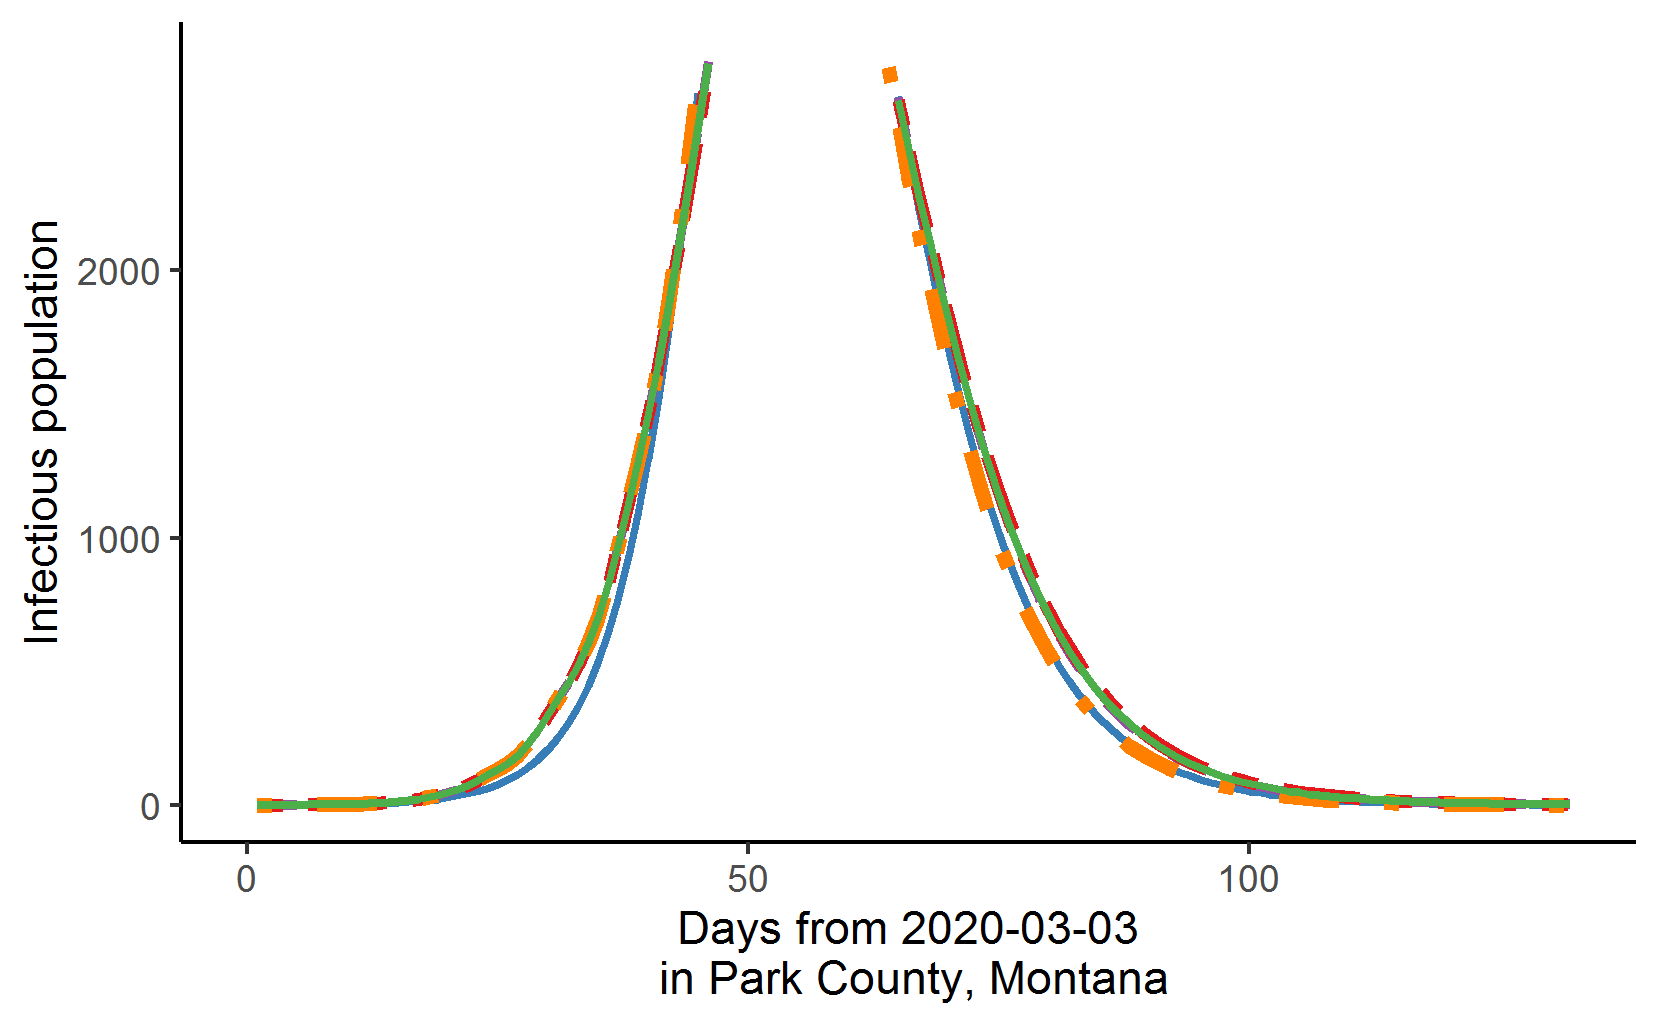 Infectious population
2000
1000
0
0 50 100
Days from 2020-03-03
in Park County, Montana